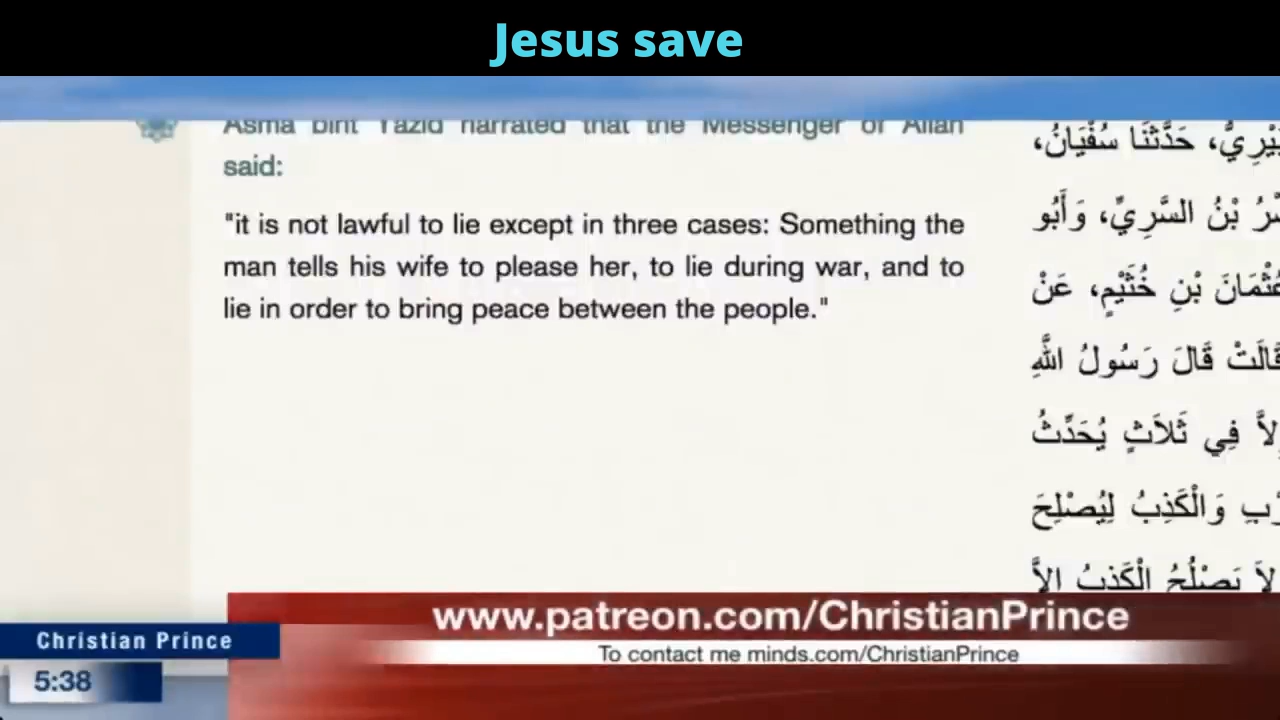 Jesus save
Asma bint Yazid narrated that the Messenger of Allah
said:
"it is not lawful to lie except in three cases: Something the
man tells his wife to please her, to lie during war, and to
lie in order to bring peace between the people."
حَدَّثَنَا سُفْيَانُ،
بْنُ السَّرِيِّ، وَأَبُو
عُثْمَانَ بْنِ خُثَيْمٍ، عَنْ
قَالَتْ قَالَ رَسُولُ اللَّهِ
فِي ثَلاَثٍ يُحَدِّثُ
وَالْكَذِبُ لِيُصْلِحَ
لاَ يَصْلُحُ الْكَذِبُ إِلاَّ
www.patreon.com/ChristianPrince
To contact me minds.com/ChristianPrince
Christian Prince
5:38